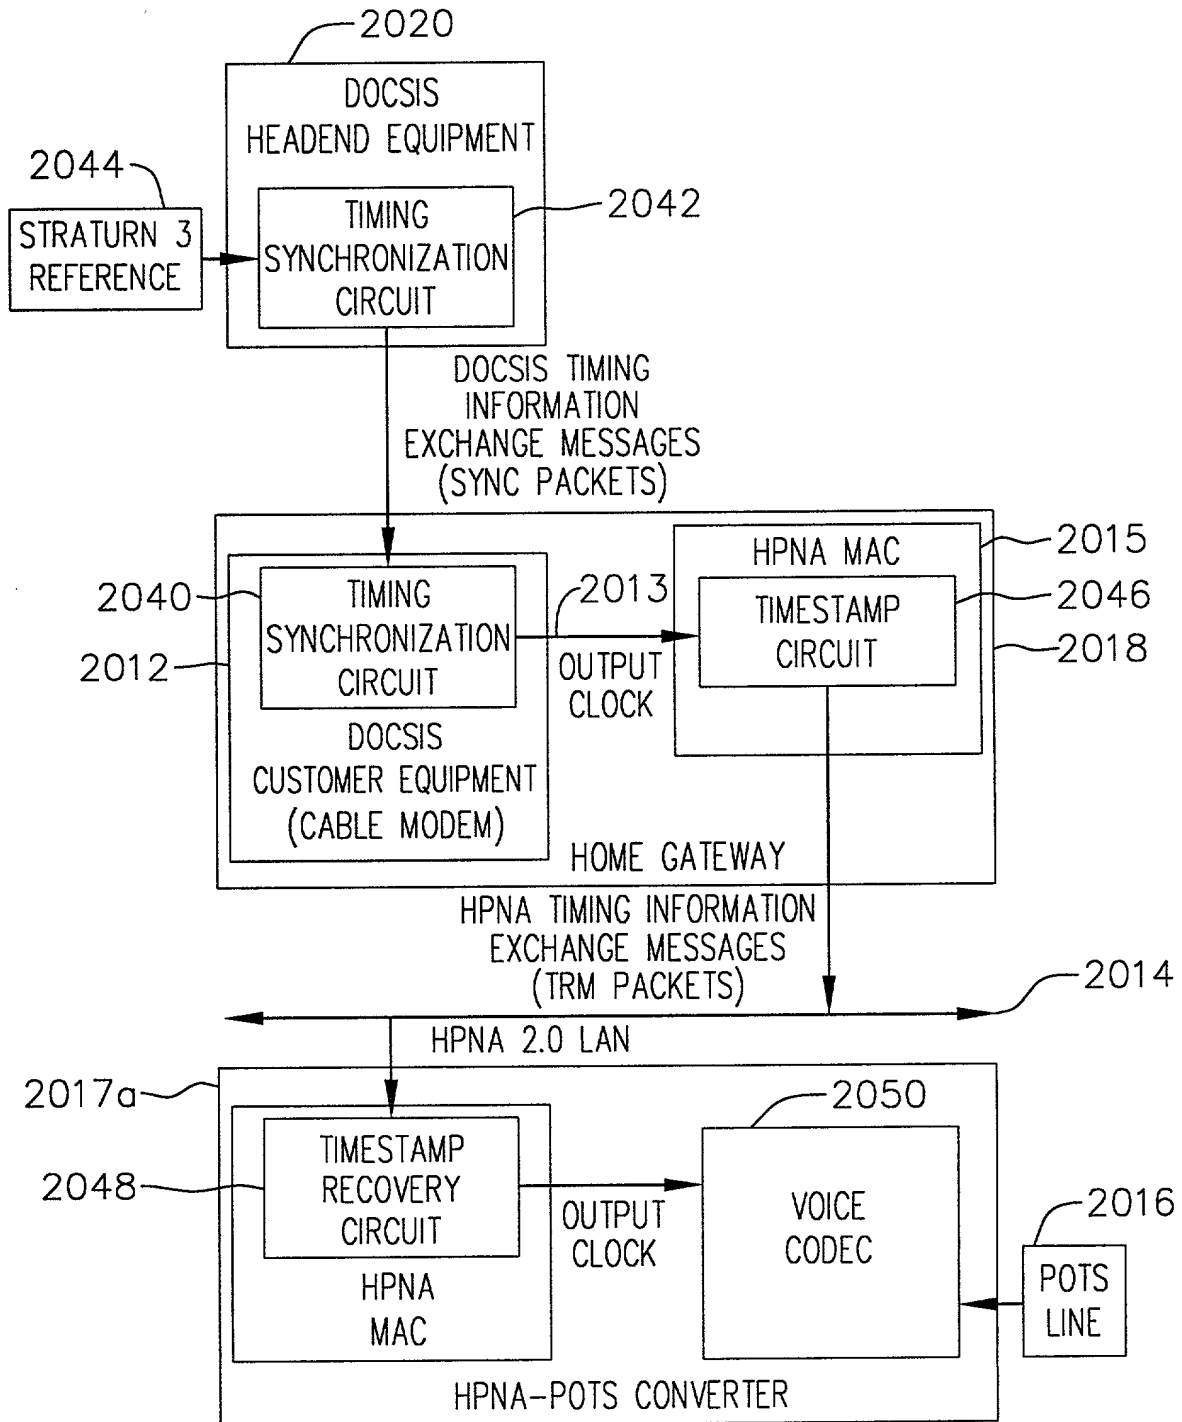 2020
DOCSIS
HEADEND EQUIPMENT
2044
STRATURN 3
REFERENCE
TIMING
SYNCHRONIZATION
CIRCUIT
2042
DOCSIS TIMING
INFORMATION
EXCHANGE MESSAGES
(SYNC PACKETS)
HPNA MAC
2015
2040
TIMING
SYNCHRONIZATION
CIRCUIT
2013
OUTPUT
CLOCK
TIMESTAMP
CIRCUIT
2046
2012
2018
DOCSIS
CUSTOMER EQUIPMENT
(CABLE MODEM)
HOME GATEWAY
HPNA TIMING INFORMATION
EXCHANGE MESSAGES
(TRM PACKETS)
2014
HPNA 2.0 LAN
2017a
2050
TIMESTAMP
RECOVERY
CIRCUIT
2048
OUTPUT
CLOCK
VOICE
CODEC
2016
POTS
LINE
HPNA
MAC
HPNA-POTS CONVERTER